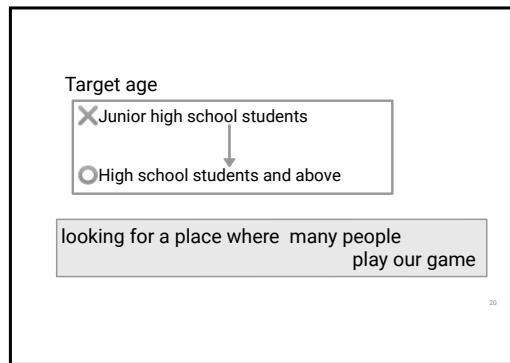 Target age
Junior high school students
High school students and above
looking for a place where many people
play our game
20